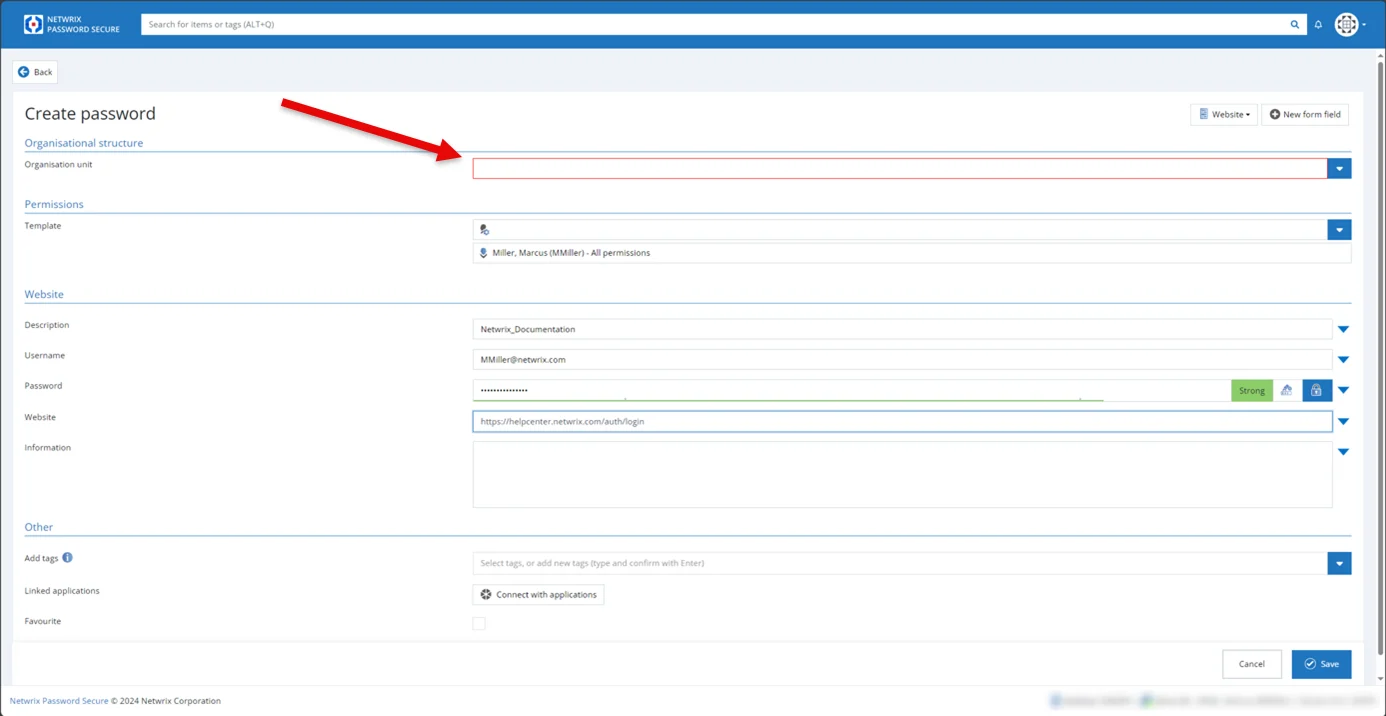 NETWRIX
PASSWORD SECURE
Search for items or tags (ALT+Q)
Back
Create password
Website
New form field
Organisational structure
Organisation unit
Permissions
Template
Miller, Marcus (MMiller) - All permissions
Website
Description
Netwrix_Documentation
Username
MMiller@netwrix.com
Password
•••••••••••••••
Strong
Website
https://helpcenter.netwrix.com/auth/login
Information
Other
Add tags
Select tags, or add new tags (type and confirm with Enter)
Linked applications
Connect with applications
Favourite
Cancel
Save
Netwrix Password Secure © 2024 Netwrix Corporation